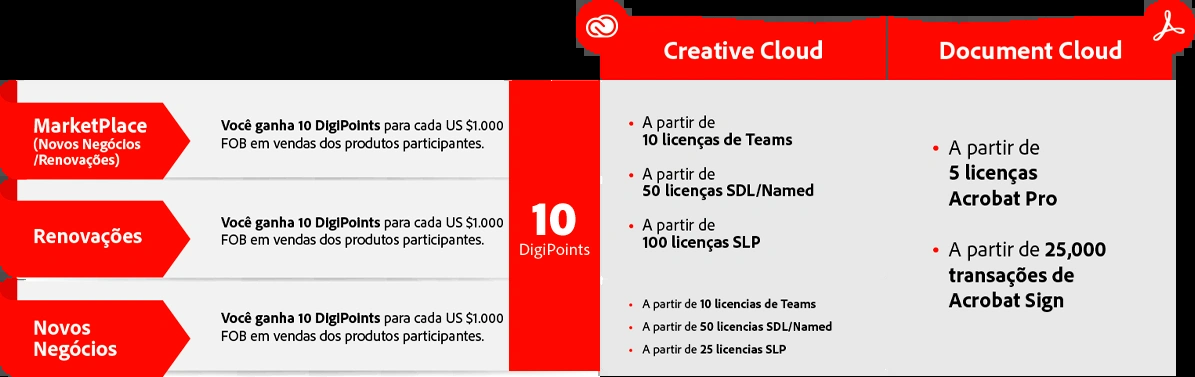 Creative Cloud
Document Cloud
MarketPlace
(Novos Negócios
/Renovações)
Você ganha 10 DigiPoints para cada US $1.000
FOB em vendas dos produtos participantes.
Renovações
Você ganha 10 DigiPoints para cada US $1.000
FOB em vendas dos produtos participantes.
Novos
Negócios
Você ganha 10 DigiPoints para cada US $1.000
FOB em vendas dos produtos participantes.
10
DigiPoints
• A partir de
10 licenças de Teams
• A partir de
50 licenças SDL/Named
• A partir de
100 licenças SLP
• A partir de 10 licencias de Teams
• A partir de 50 licencias SDL/Named
• A partir de 25 licencias SLP
• A partir de
5 licenças
Acrobat Pro
• A partir de 25,000
transações de
Acrobat Sign